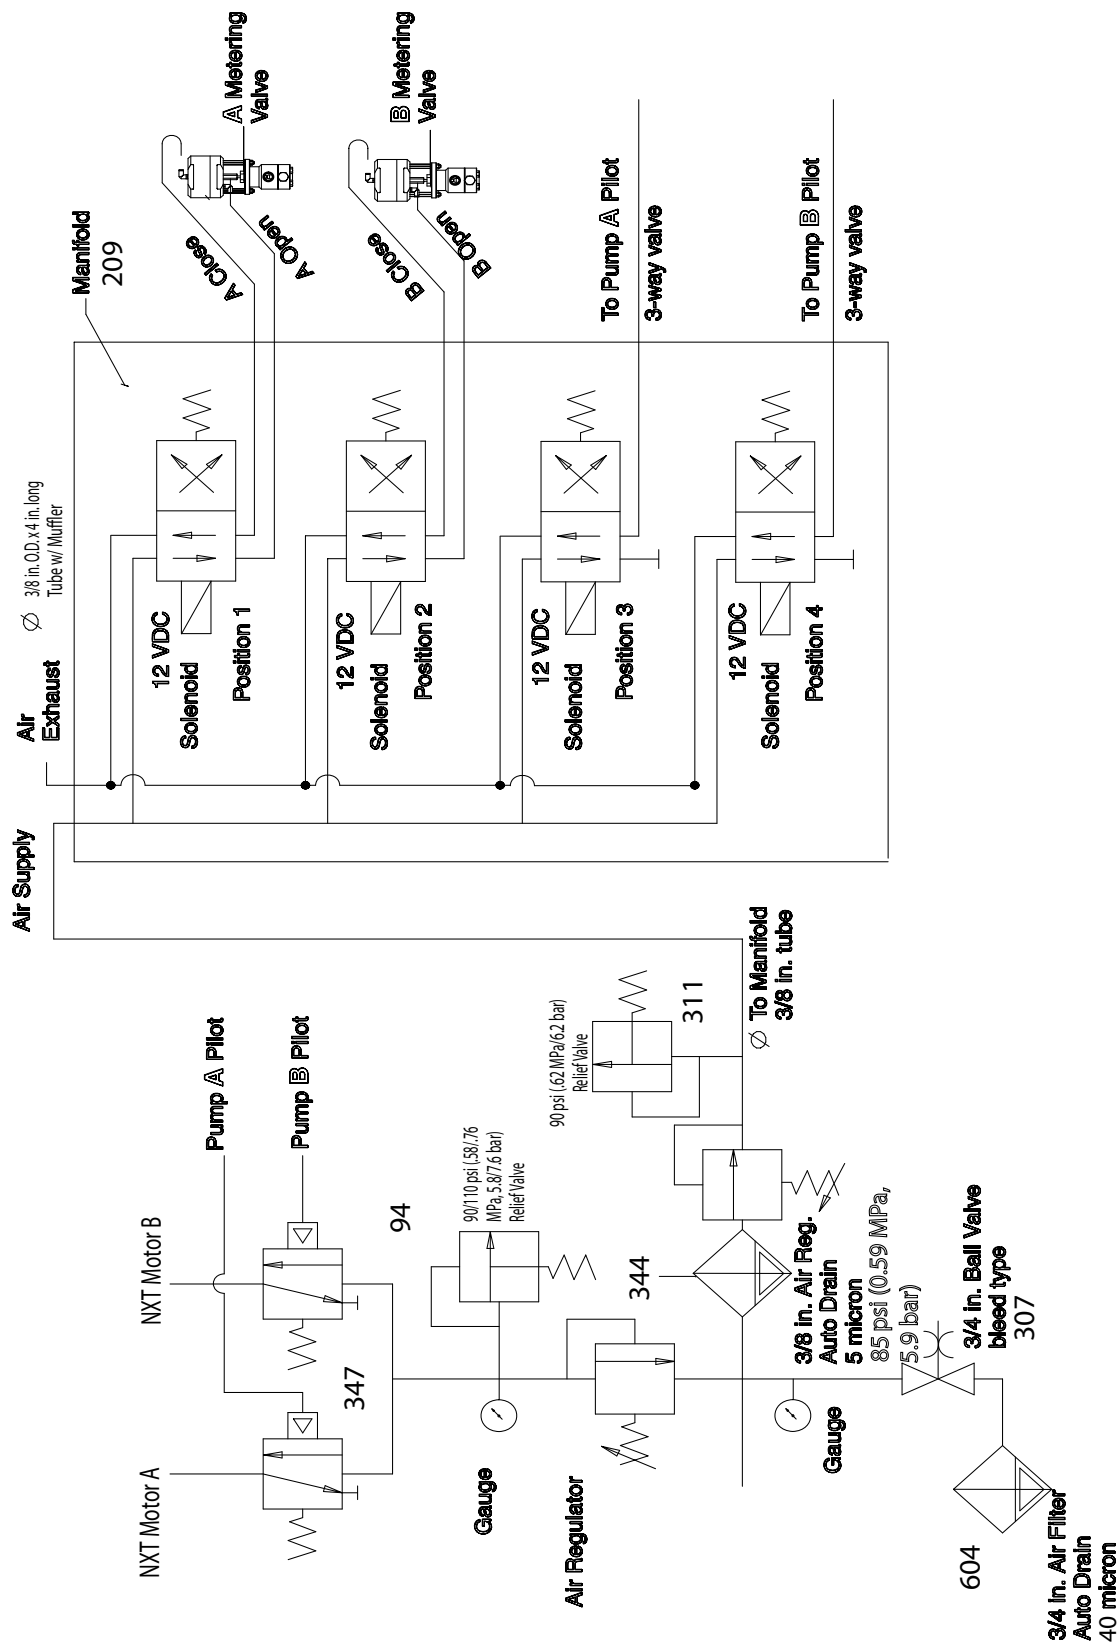 Air
Exhaust
Ø 3/8 in. O.D. x 4 in. long
Tube w/ Muffler
Manifold
209
Air Supply
12 VDC
Solenoid
Position 1
A Close
A Open
A Metering
Valve
12 VDC
Solenoid
Position 2
B Close
B Open
B Metering
Valve
12 VDC
Solenoid
Position 3
To Pump A Pilot
3-way valve
12 VDC
Solenoid
Position 4
To Pump B Pilot
3-way valve
NXT Motor A
NXT Motor B
Pump A Pilot
Pump B Pilot
347
94
Gauge
90/110 psi (.58/.76
MPa, 5.8/7.6 bar)
Relief Valve
90 psi (.62 MPa/6.2 bar)
Relief Valve
311
Air Regulator
344
Ø To Manifold
3/8 in. tube
3/8 in. Air Reg.
Auto Drain
5 micron
85 psi (0.59 MPa,
5.9 bar)
Gauge
3/4 in. Ball Valve
bleed type
307
604
3/4 in. Air Filter
Auto Drain
40 micron